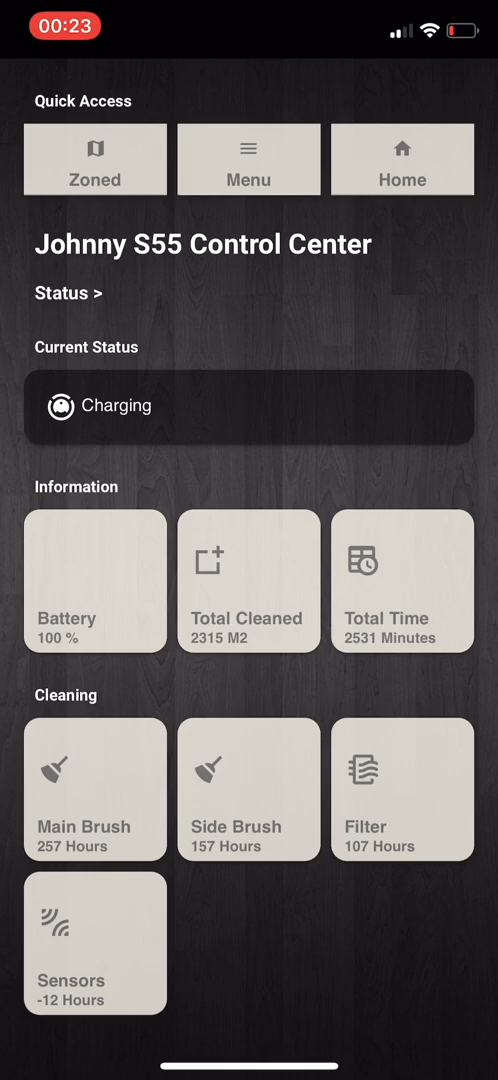 00:23
Quick Access
Zoned
Menu
Home
Johnny S55 Control Center
Status >
Current Status
Charging
Information
Battery
100 %
Total Cleaned
2315 M2
Total Time
2531 Minutes
Cleaning
Main Brush
257 Hours
Side Brush
157 Hours
Filter
107 Hours
Sensors
-12 Hours